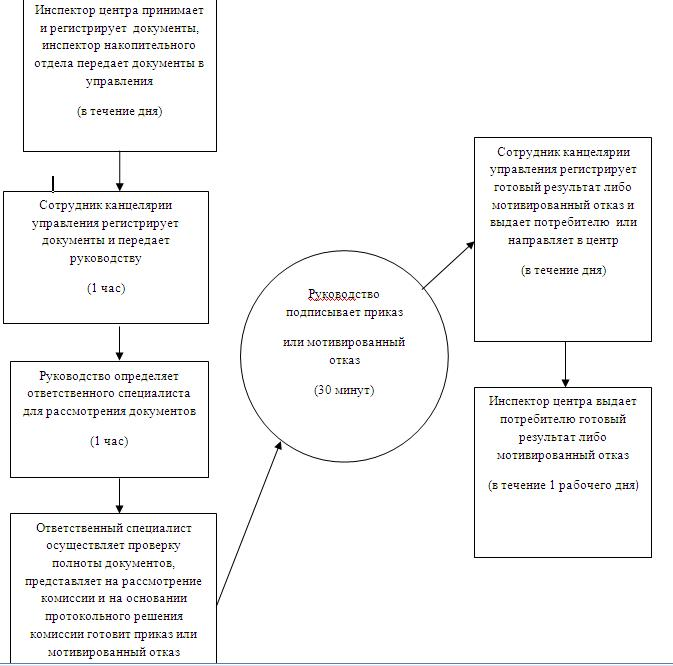 Инспектор центра принимает
и регистрирует документы,
инспектор накопительного
отдела передает документы в
управления
(в течение дня)
Сотрудник канцелярии
управления регистрирует
документы и передает
руководству
(1 час)
Руководство определяет
ответственного специалиста
для рассмотрения документов
(1 час)
Ответственный специалист
осуществляет проверку
полноты документов,
представляет на рассмотрение
комиссии и на основании
протокольного решения
комиссии готовит приказ или
мотивированный отказ
Руководство
подписывает приказ
или мотивированный
отказ
(30 минут)
Сотрудник канцелярии
управления регистрирует
готовый результат либо
мотивированный отказ и
выдает потребителю или
направляет в центр
(в течение дня)
Инспектор центра выдает
потребителю готовый
результат либо
мотивированный отказ
(в течение 1 рабочего дня)